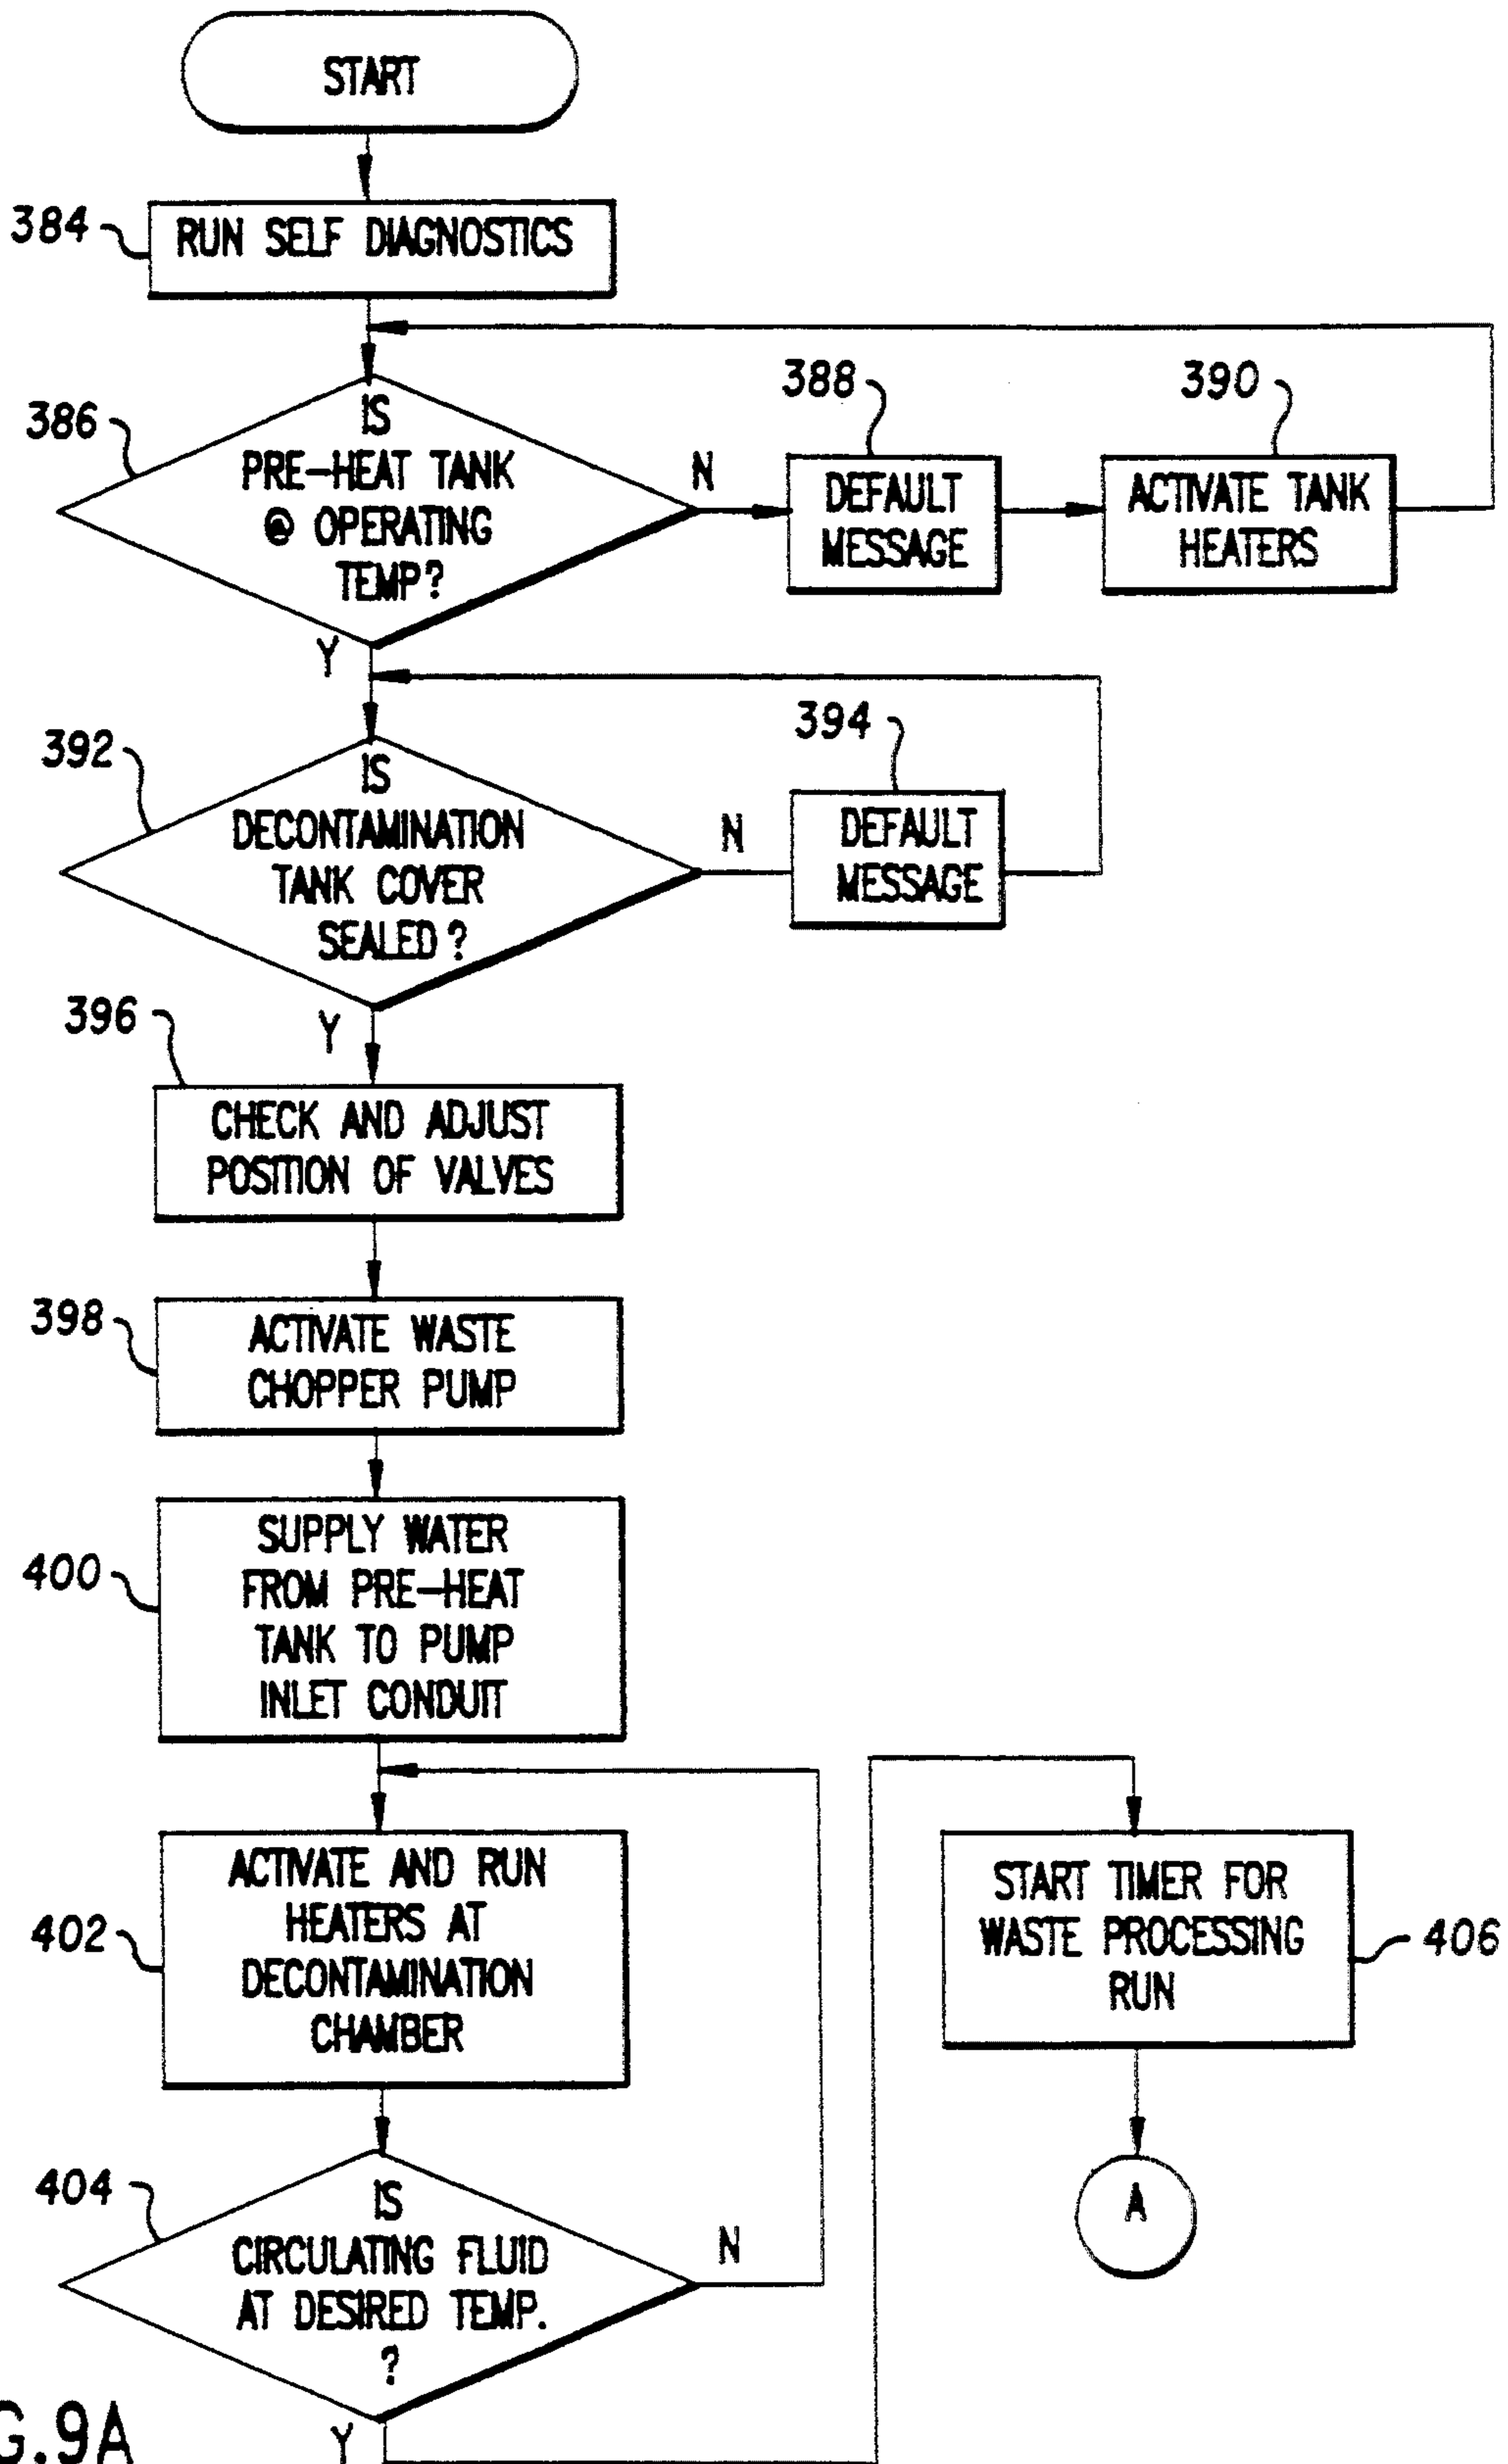 START
384
RUN SELF DIAGNOSTICS
386
IS
PRE-HEAT TANK
@ OPERATING
TEMP?
N
388
DEFAULT
MESSAGE
390
ACTIVATE TANK
HEATERS
Y
392
IS
DECONTAMINATION
TANK COVER
SEALED?
N
394
DEFAULT
MESSAGE
Y
396
CHECK AND ADJUST
POSITION OF VALVES
398
ACTIVATE WASTE
CHOPPER PUMP
400
SUPPLY WATER
FROM PRE-HEAT
TANK TO PUMP
INLET CONDUIT
402
ACTIVATE AND RUN
HEATERS AT
DECONTAMINATION
CHAMBER
404
IS
CIRCULATING FLUID
AT DESIRED TEMP.
?
N
Y
START TIMER FOR
WASTE PROCESSING
RUN
406
A
G.9A